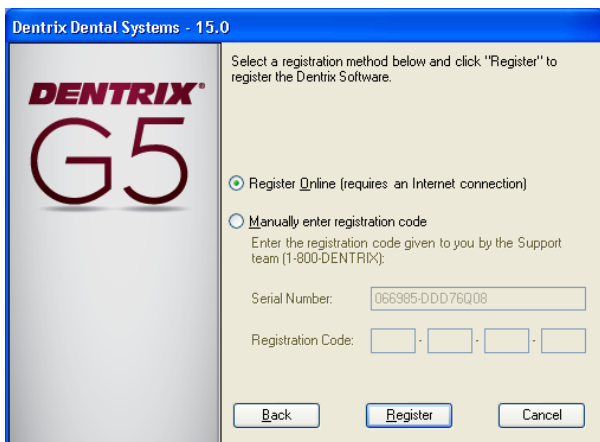 Dentrix Dental Systems - 15.0
DENTRIX®
G5
Select a registration method below and click "Register" to
register the Dentrix Software.
Register Online (requires an Internet connection)
Manually enter registration code
Enter the registration code given to you by the Support
team (1-800-DENTRIX):
Serial Number: 066985-DDD76Q08
Registration Code: - - -
Back Register Cancel